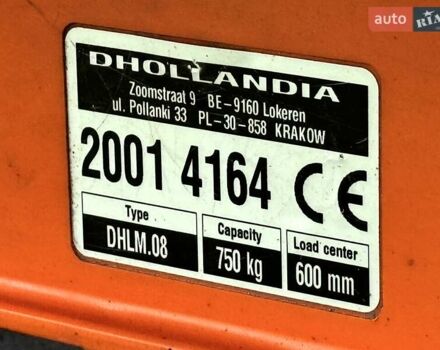 auto RIA
DHOLLANDIA
Zoomstraat 9 BE-9160 Lokeren
ul. Pollanki 33 PL-30-858 KRAKOW
2001 4164 CE
Type Capacity Load center
DHLM.08 750 kg 600 mm